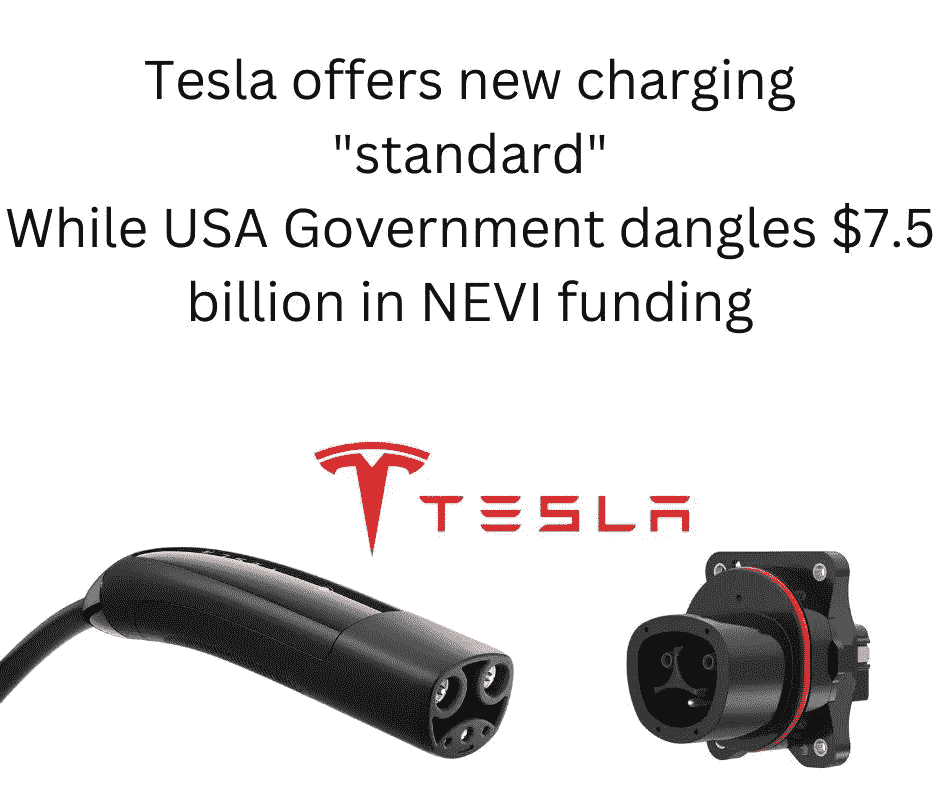 Tesla offers new charging
"standard"
While USA Government dangles $7.5
billion in NEVI funding
TESLA